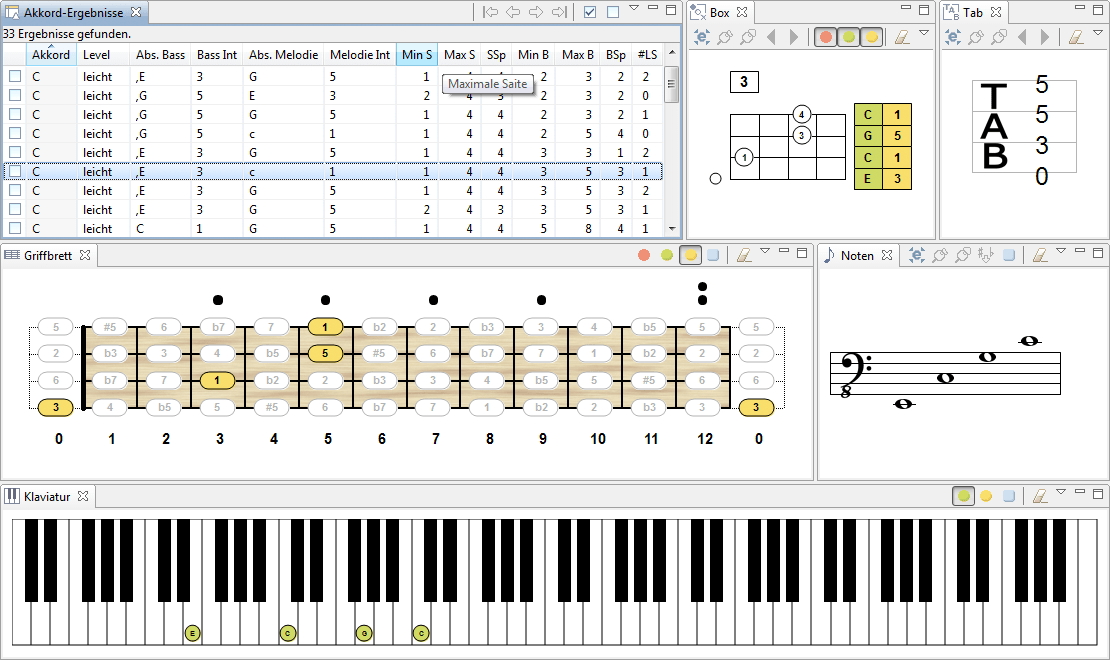 Akkord-Ergebnisse
33 Ergebnisse gefunden.
Akkord Level Abs. Bass Bass Int Abs. Melodie Melodie Int Min S Max S SSp Min B Max B BSp #LS
C leicht ,E 3 G 5 1 4 4 2 3 2 2
Maximale Saite
C leicht ,G 5 E 3 2 4 3 2 3 2 0
C leicht ,G 5 G 5 1 4 4 2 3 2 1
C leicht ,G 5 c 1 1 4 4 2 5 4 0
C leicht ,E 3 G 5 1 4 4 3 3 1 2
C leicht ,E 3 c 1 1 4 4 3 5 3 1
C leicht ,E 3 G 5 1 4 4 3 5 3 2
C leicht ,E 3 G 5 2 4 3 3 5 3 1
C leicht C 1 G 5 1 4 4 5 8 4 1
Box
3
4
3
1
C 1
G 5
C 1
E 3
Tab
TAB
5
5
3
0
Griffbrett
5 #5 6 b7 7 1 b2 2 b3 3 4 b5 5 5
2 b3 3 4 b5 5 #5 6 b7 7 1 b2 2 2
6 b7 7 1 b2 2 b3 3 4 b5 5 #5 6 6
3 4 b5 5 #5 6 b7 7 1 b2 2 b3 3 3
0 1 2 3 4 5 6 7 8 9 10 11 12 0
Noten
8
Klaviatur
E C G C